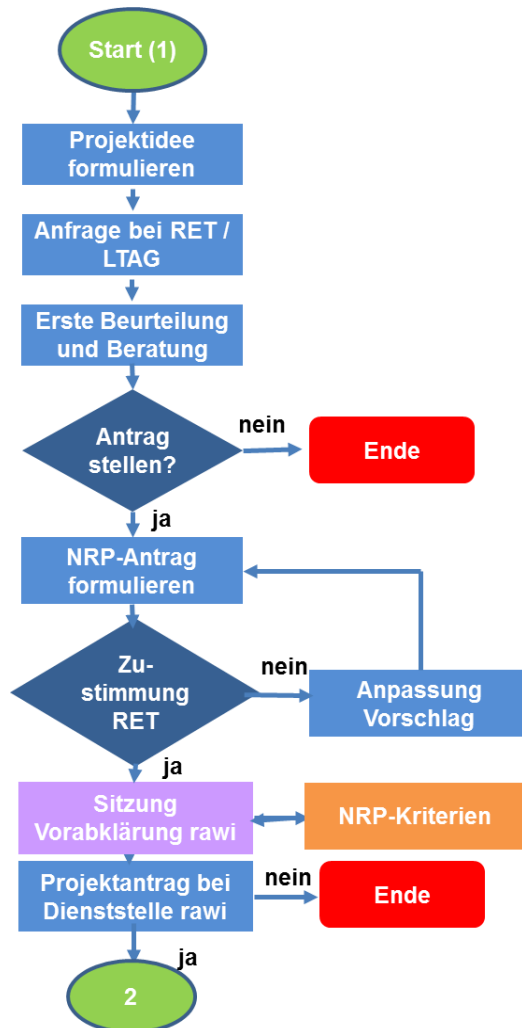 Start (1)
Projektidee
formulieren
Anfrage bei RET /
LTAG
Erste Beurteilung
und Beratung
Antrag
stellen?
nein
Ende
ja
NRP-Antrag
formulieren
Zu-
stimmung
RET
nein
Anpassung
Vorschlag
ja
Sitzung
Vorabklärung rawi
NRP-Kriterien
Projektantrag bei
Dienststelle rawi
nein
Ende
ja
2